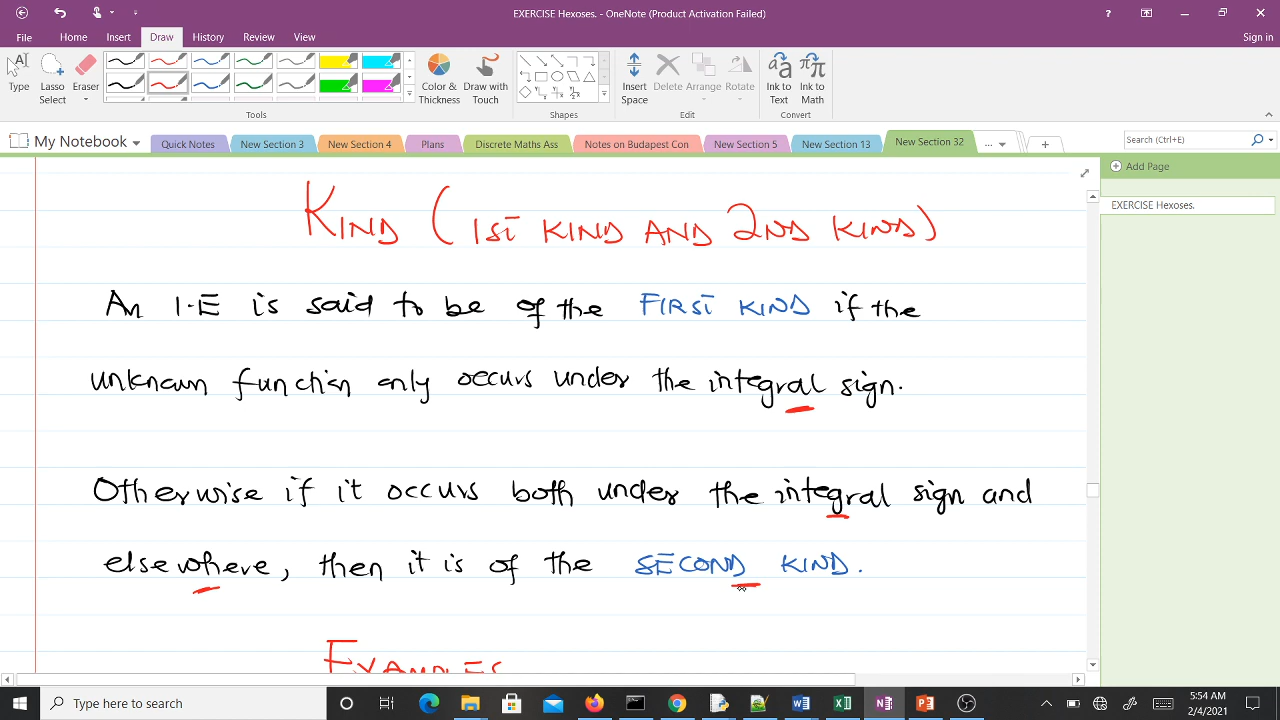 EXERCISE Hexoses. - OneNote (Product Activation Failed)
Sign in
File Home Insert Draw History Review View
Type
Lasso Select
Eraser
Color & Thickness
Draw with Touch
Insert Space
Delete
Arrange
Rotate
Ink to Text
Ink to Math
Tools
Shapes
Edit
Convert
My Notebook
Quick Notes
New Section 3
New Section 4
Plans
Discrete Maths Ass
Notes on Budapest Con
New Section 5
New Section 13
New Section 32
...
Search (Ctrl+E)
Add Page
EXERCISE Hexoses.
KIND (1ST KIND AND 2ND KIND)
An I.E is said to be of the FIRST KIND if the
unknown function only occurs under the integral sign.
Otherwise if it occurs both under the integral sign and
elsewhere, then it is of the SECOND KIND.
EXAMPLES
Type here to search
5:54 AM
2/4/2021